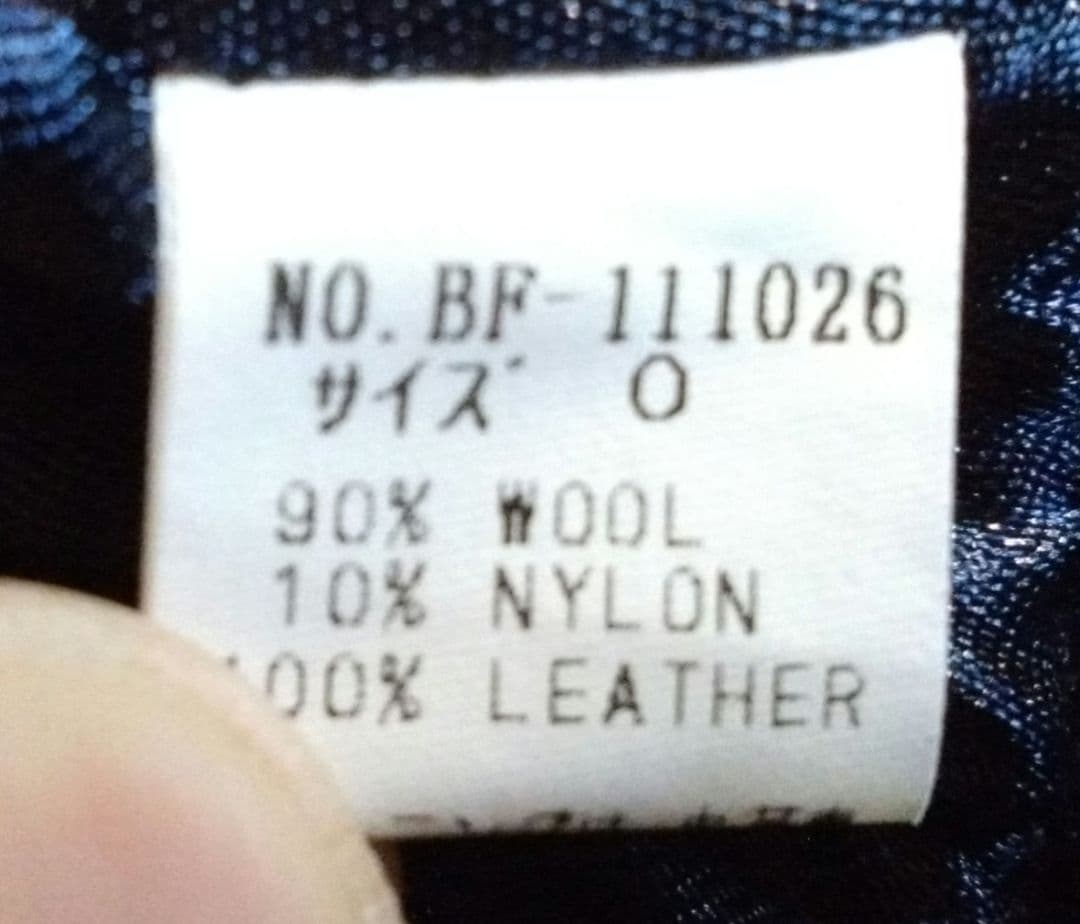 NO.BF-111026
サイズ O
90% WOOL
10% NYLON
00% LEATHER